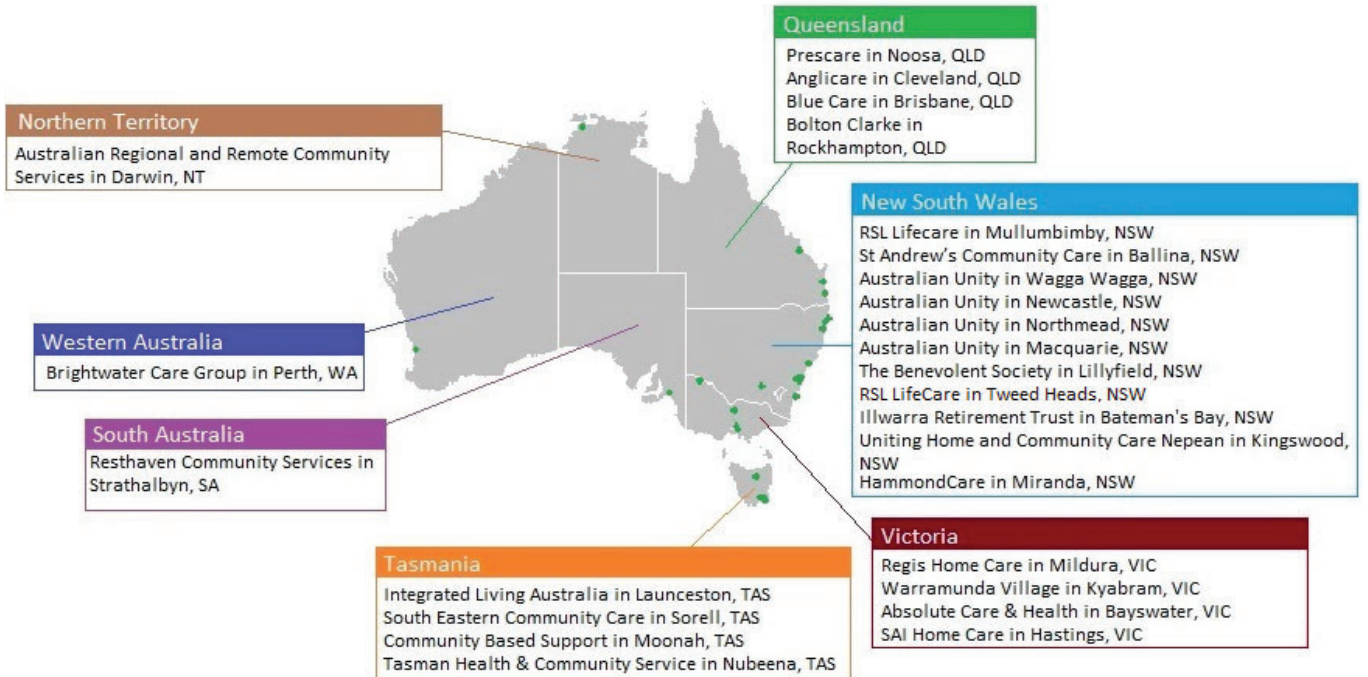 Queensland
Prescare in Noosa, QLD
Anglicare in Cleveland, QLD
Blue Care in Brisbane, QLD
Bolton Clarke in
Rockhampton, QLD
Northern Territory
Australian Regional and Remote Community
Services in Darwin, NT
New South Wales
RSL Lifecare in Mullumbimby, NSW
St Andrew's Community Care in Ballina, NSW
Australian Unity in Wagga Wagga, NSW
Australian Unity in Newcastle, NSW
Australian Unity in Northmead, NSW
Australian Unity in Macquarie, NSW
The Benevolent Society in Lillyfield, NSW
RSL LifeCare in Tweed Heads, NSW
Illwarra Retirement Trust in Bateman's Bay, NSW
Uniting Home and Community Care Nepean in Kingswood,
NSW
HammondCare in Miranda, NSW
Western Australia
Brightwater Care Group in Perth, WA
South Australia
Resthaven Community Services in
Strathalbyn, SA
Tasmania
Integrated Living Australia in Launceston, TAS
South Eastern Community Care in Sorell, TAS
Community Based Support in Moonah, TAS
Tasman Health & Community Service in Nubeena, TAS
Victoria
Regis Home Care in Mildura, VIC
Warramunda Village in Kyabram, VIC
Absolute Care & Health in Bayswater, VIC
SAI Home Care in Hastings, VIC